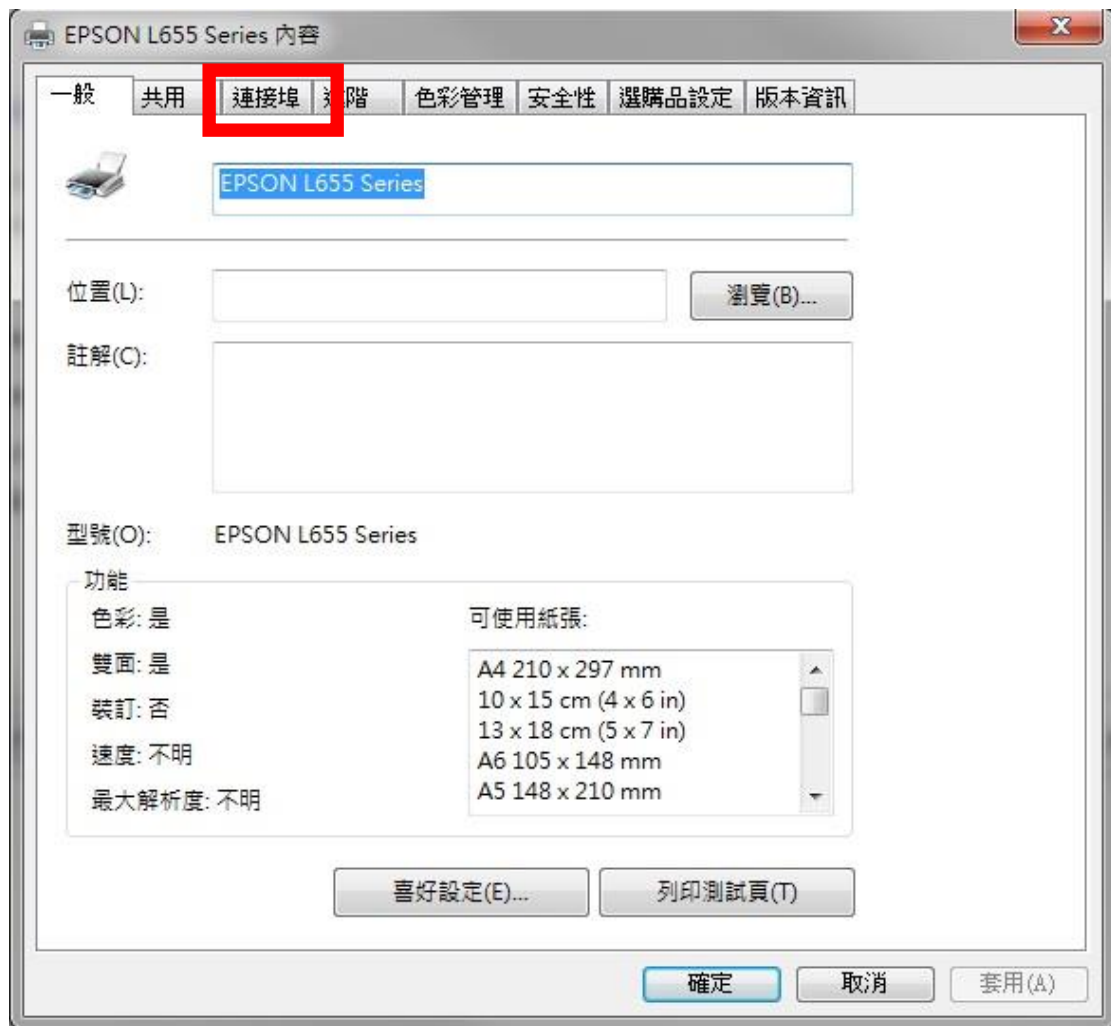 EPSON L655 Series 內容
一般 共用 連接埠 進階 色彩管理 安全性 選購品設定 版本資訊
EPSON L655 Series
位置(L): 瀏覽(B)...
註解(C):
型號(O): EPSON L655 Series
功能
色彩: 是 可使用紙張:
雙面: 是
裝訂: 否
速度: 不明
最大解析度: 不明
A4 210 x 297 mm
10 x 15 cm (4 x 6 in)
13 x 18 cm (5 x 7 in)
A6 105 x 148 mm
A5 148 x 210 mm
喜好設定(E)... 列印測試頁(T)
確定 取消 套用(A)